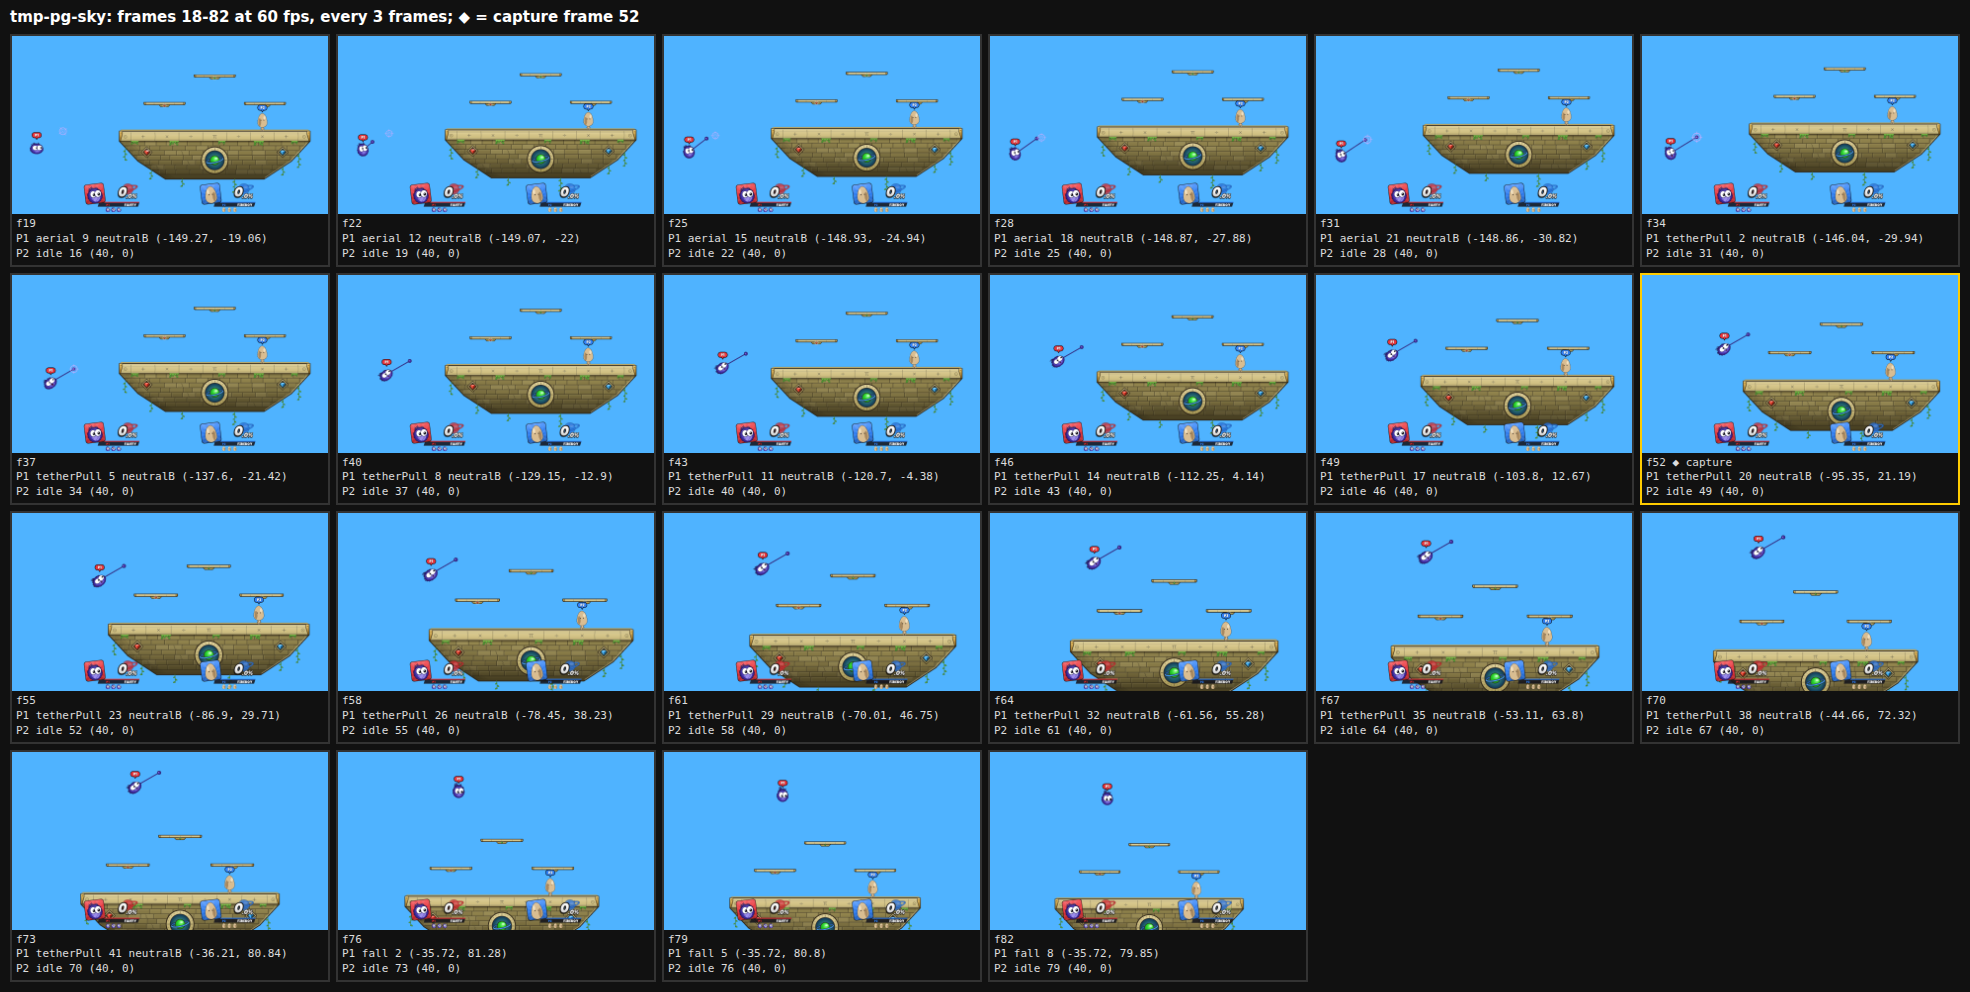 tmp-pg-sky: frames 18-82 at 60 fps, every 3 frames; ◆ = capture frame 52
f19
P1 aerial 9 neutralB (-149.27, -19.06)
P2 idle 16 (40, 0)
f22
P1 aerial 12 neutralB (-149.07, -22)
P2 idle 19 (40, 0)
f25
P1 aerial 15 neutralB (-148.93, -24.94)
P2 idle 22 (40, 0)
f28
P1 aerial 18 neutralB (-148.87, -27.88)
P2 idle 25 (40, 0)
f31
P1 aerial 21 neutralB (-148.86, -30.82)
P2 idle 28 (40, 0)
f34
P1 tetherPull 2 neutralB (-146.04, -29.94)
P2 idle 31 (40, 0)
f37
P1 tetherPull 5 neutralB (-137.6, -21.42)
P2 idle 34 (40, 0)
f40
P1 tetherPull 8 neutralB (-129.15, -12.9)
P2 idle 37 (40, 0)
f43
P1 tetherPull 11 neutralB (-120.7, -4.38)
P2 idle 40 (40, 0)
f46
P1 tetherPull 14 neutralB (-112.25, 4.14)
P2 idle 43 (40, 0)
f49
P1 tetherPull 17 neutralB (-103.8, 12.67)
P2 idle 46 (40, 0)
f52 ◆ capture
P1 tetherPull 20 neutralB (-95.35, 21.19)
P2 idle 49 (40, 0)
f55
P1 tetherPull 23 neutralB (-86.9, 29.71)
P2 idle 52 (40, 0)
f58
P1 tetherPull 26 neutralB (-78.45, 38.23)
P2 idle 55 (40, 0)
f61
P1 tetherPull 29 neutralB (-70.01, 46.75)
P2 idle 58 (40, 0)
f64
P1 tetherPull 32 neutralB (-61.56, 55.28)
P2 idle 61 (40, 0)
f67
P1 tetherPull 35 neutralB (-53.11, 63.8)
P2 idle 64 (40, 0)
f70
P1 tetherPull 38 neutralB (-44.66, 72.32)
P2 idle 67 (40, 0)
f73
P1 tetherPull 41 neutralB (-36.21, 80.84)
P2 idle 70 (40, 0)
f76
P1 fall 2 (-35.72, 81.28)
P2 idle 73 (40, 0)
f79
P1 fall 5 (-35.72, 80.8)
P2 idle 76 (40, 0)
f82
P1 fall 8 (-35.72, 79.85)
P2 idle 79 (40, 0)